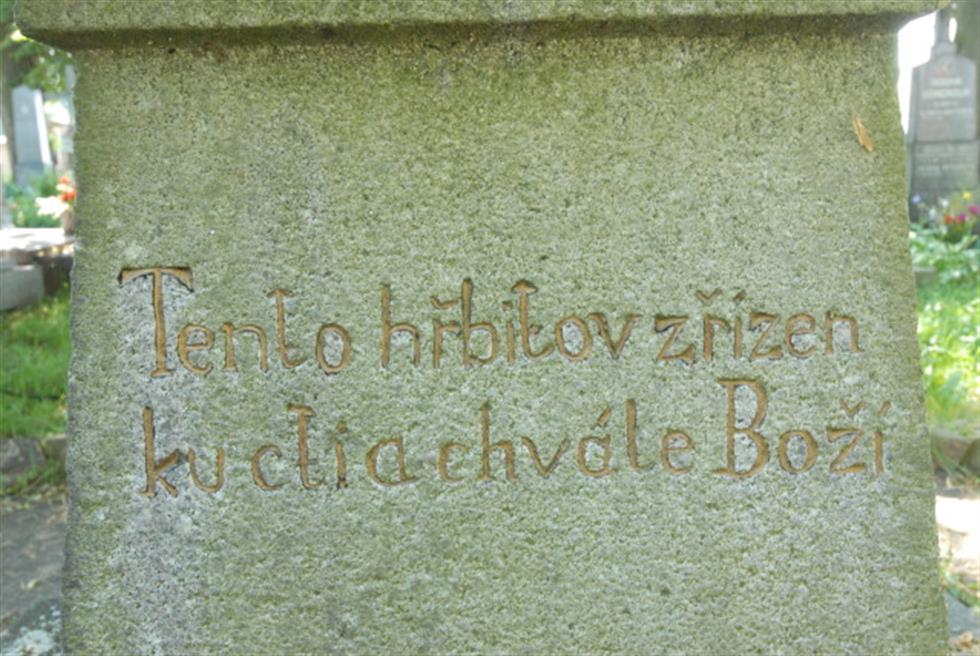 Tento hřbitov zřízen
ku cti a chvále Boží